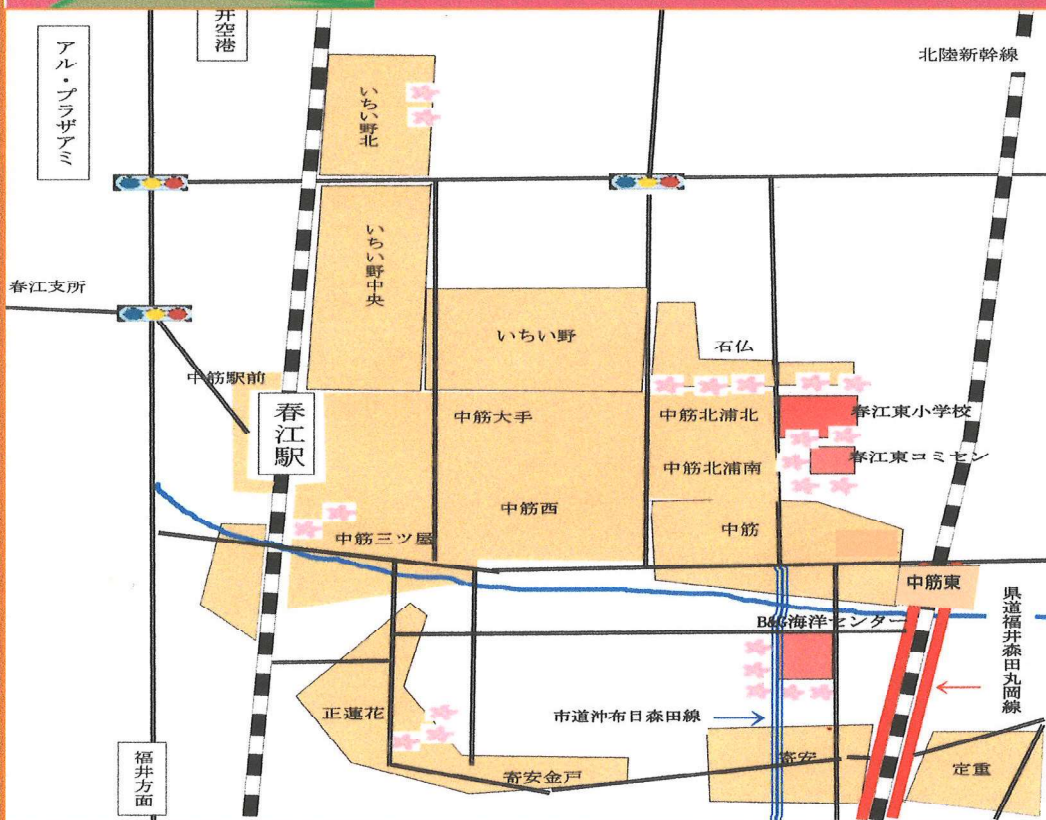 井空港
アル・プラザアミ
北陸新幹線
いちい野北
いちい野中央
春江支所
いちい野
石仏
中筋駅前
春江駅
中筋大手
中筋北浦北
春江東小学校
中筋北浦南
春江東コミセン
中筋西
中筋
中筋三ツ屋
中筋東
県道福井森田丸岡線
B&G海洋センター
正蓮花
市道沖布目森田線
福井方面
寄安金戸
寄安
定重